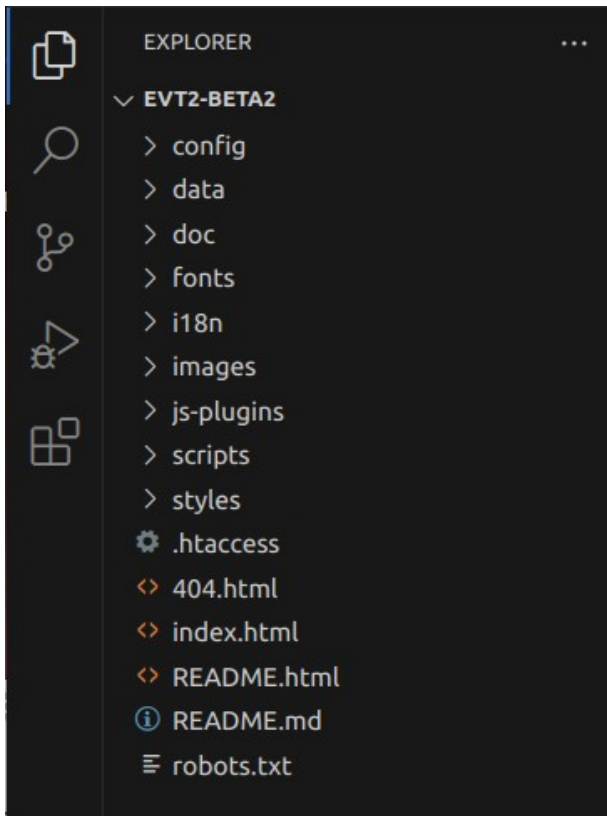 EXPLORER
EVT2-BETA2
config
data
doc
fonts
i18n
images
js-plugins
scripts
styles
.htaccess
404.html
index.html
README.html
README.md
robots.txt